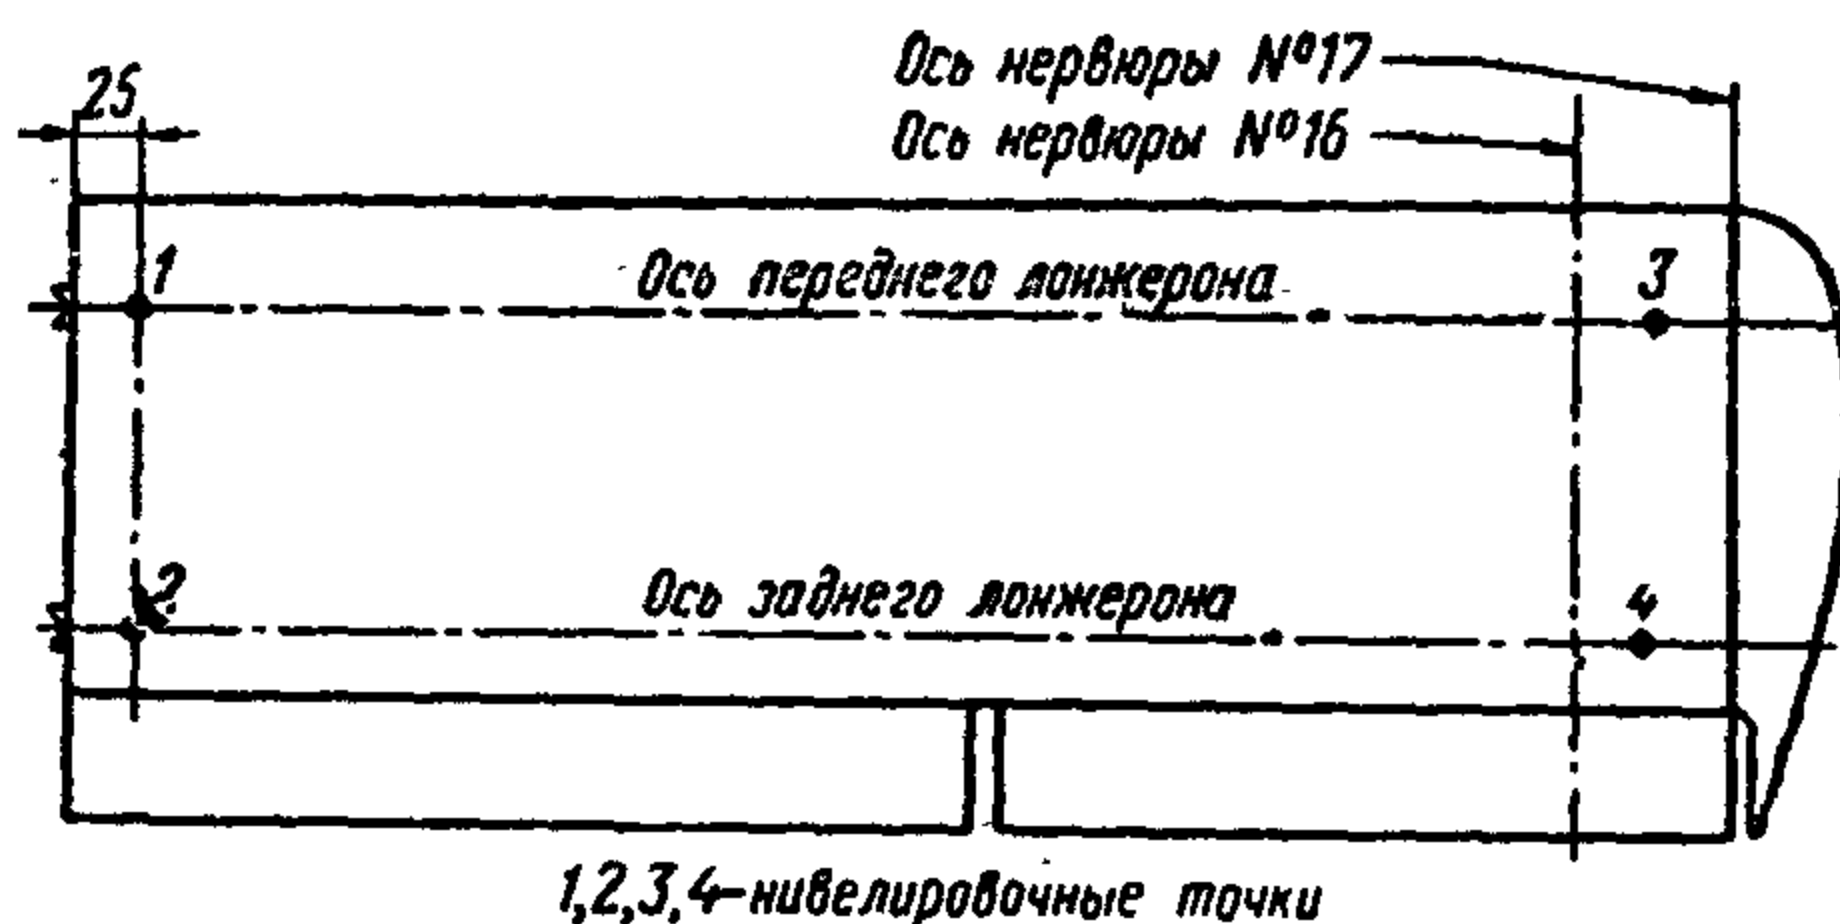 Ось нервюры №17
25
Ось нервюры №16
1
Ось переднего лонжерона
3
2
Ось заднего лонжерона
4
1,2,3,4-нивелировочные точки